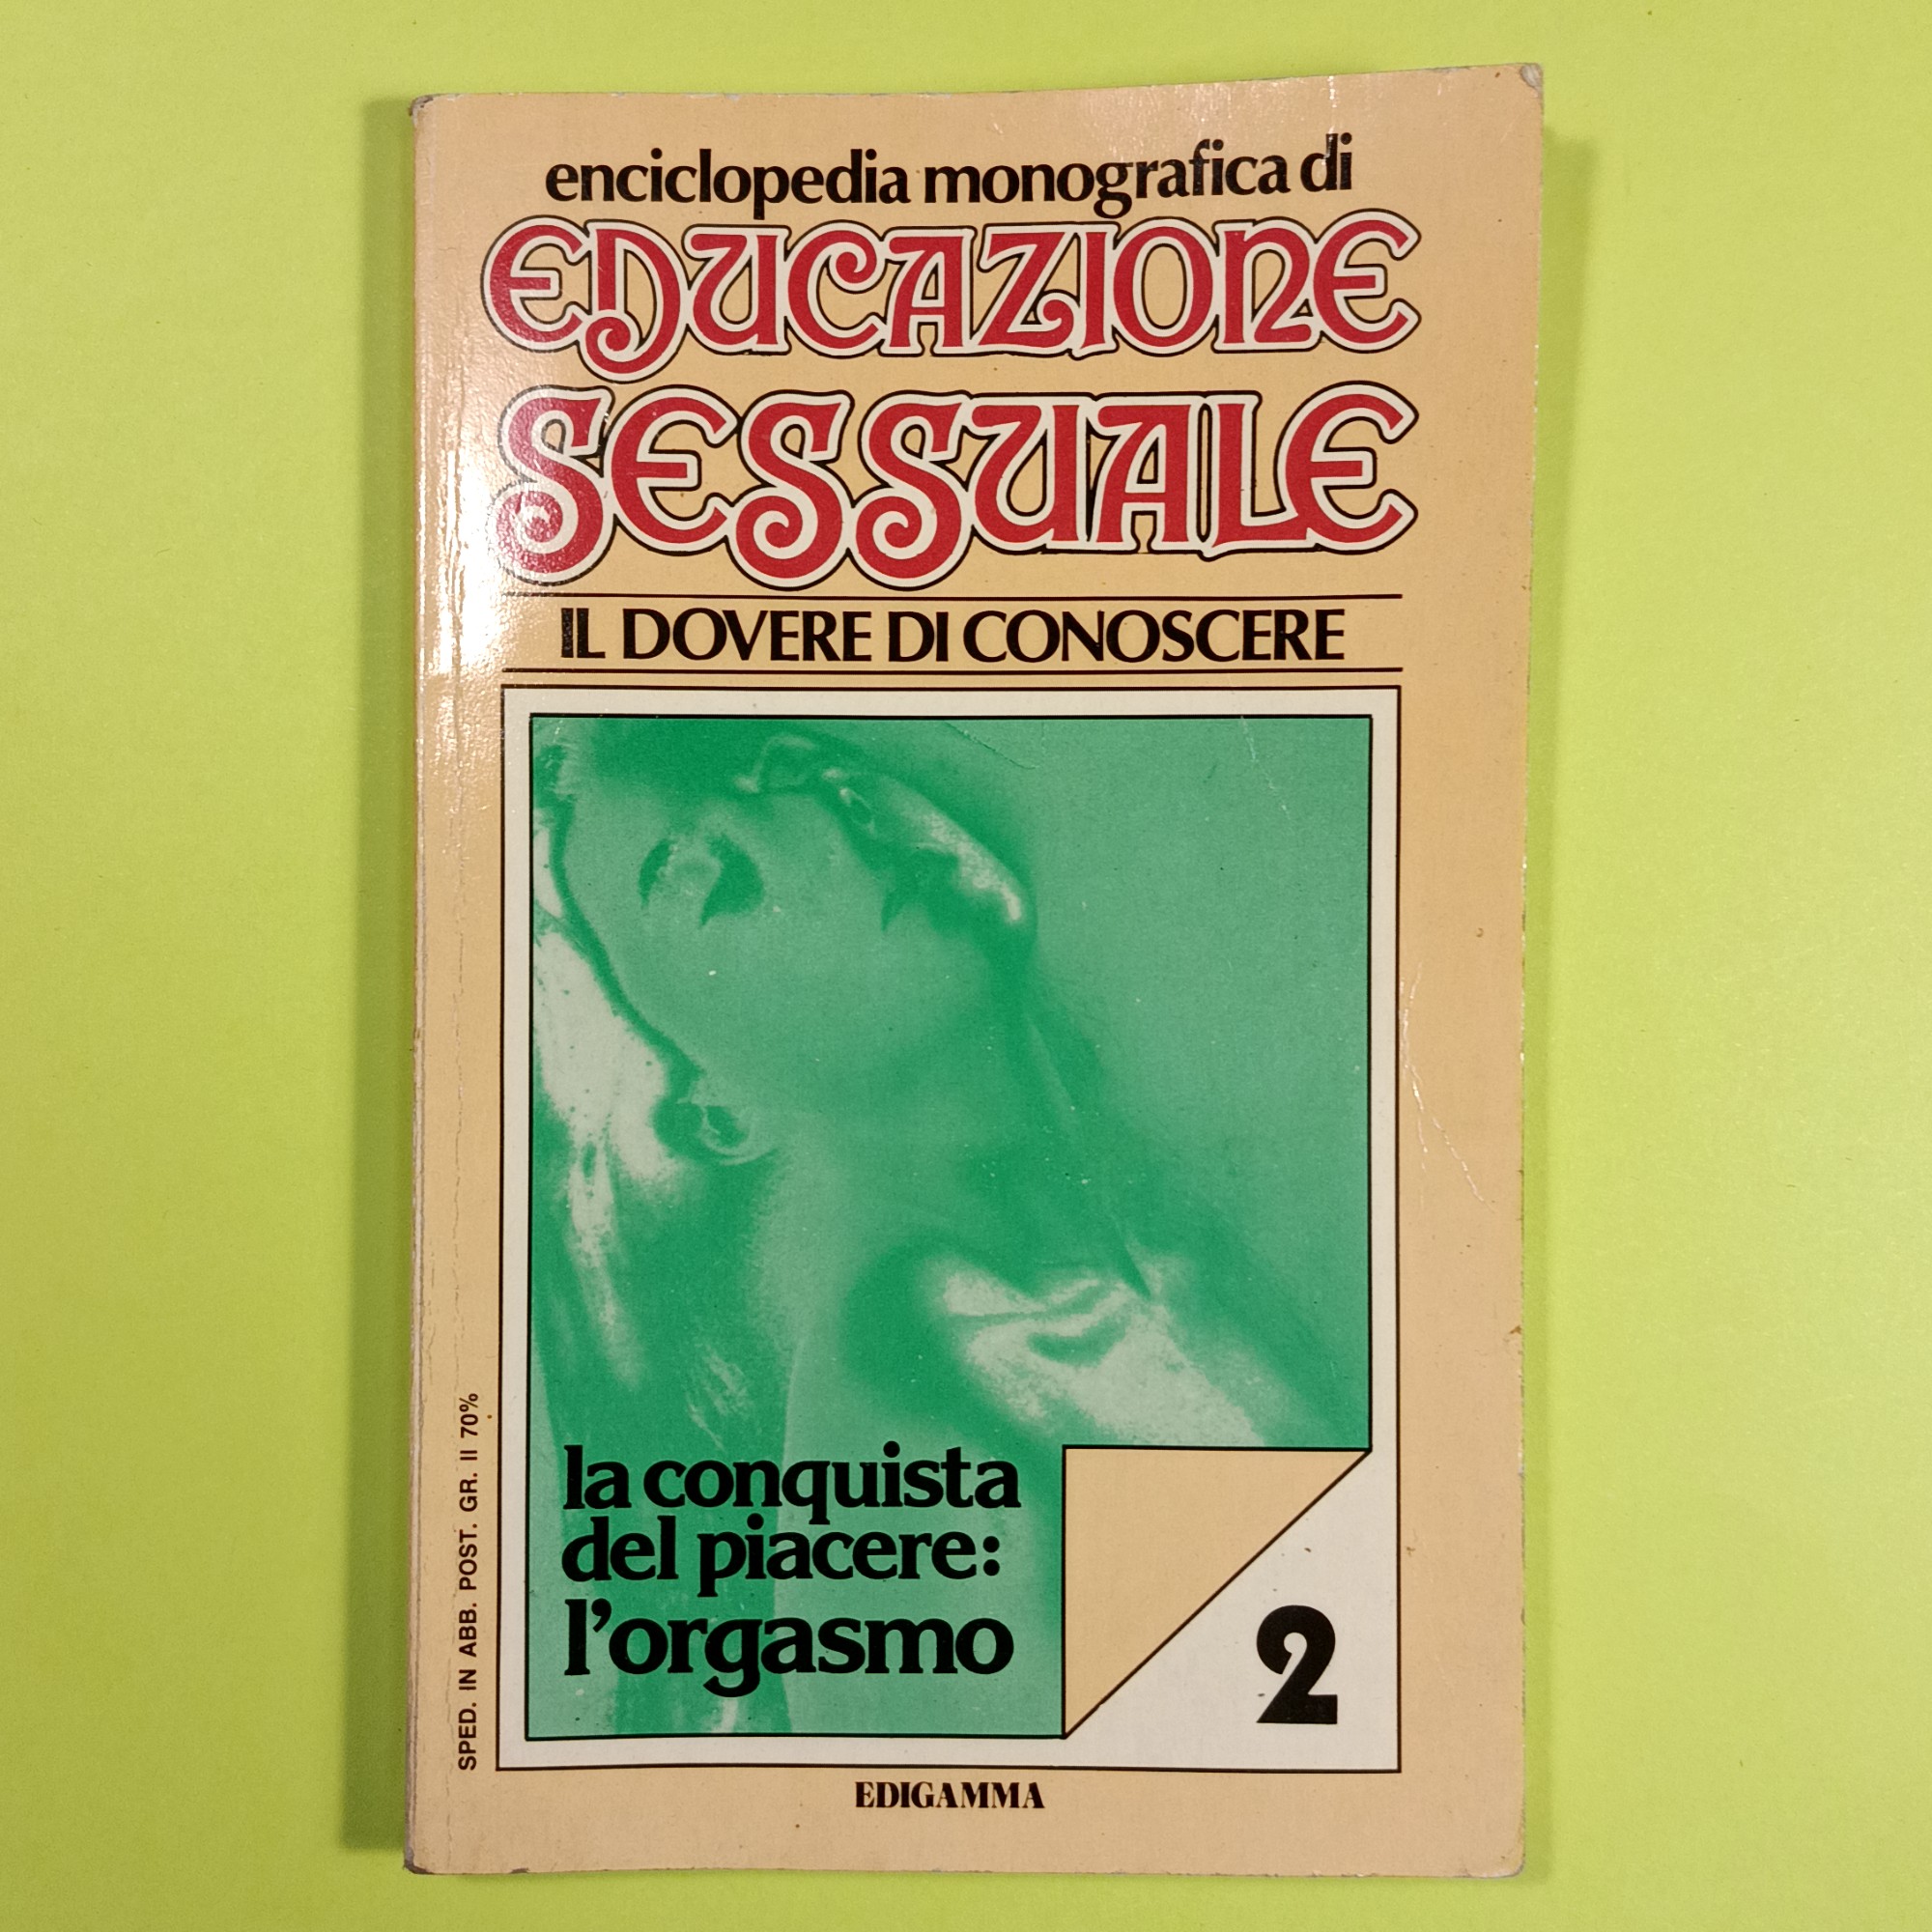 enciclopedia monografica di
EDUCAZIONE
SESSUALE
IL DOVERE DI CONOSCERE
la conquista
del piacere:
l'orgasmo
2
SPED. IN ABB. POST. GR. II 70%
EDIGAMMA